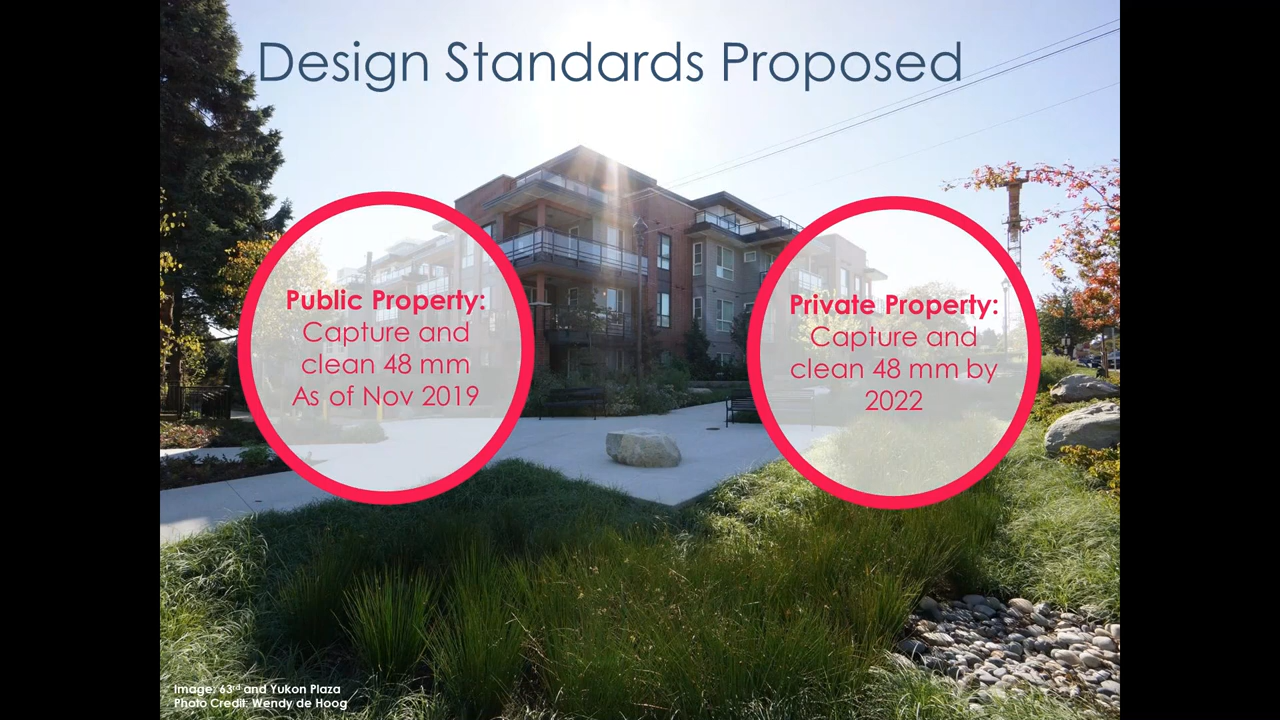 Design Standards Proposed
Public Property:
Capture and
clean 48 mm
As of Nov 2019
Private Property:
Capture and
clean 48 mm by
2022
Image: 63rd and Yukon Plaza
Photo Credit: Wendy de Hoog